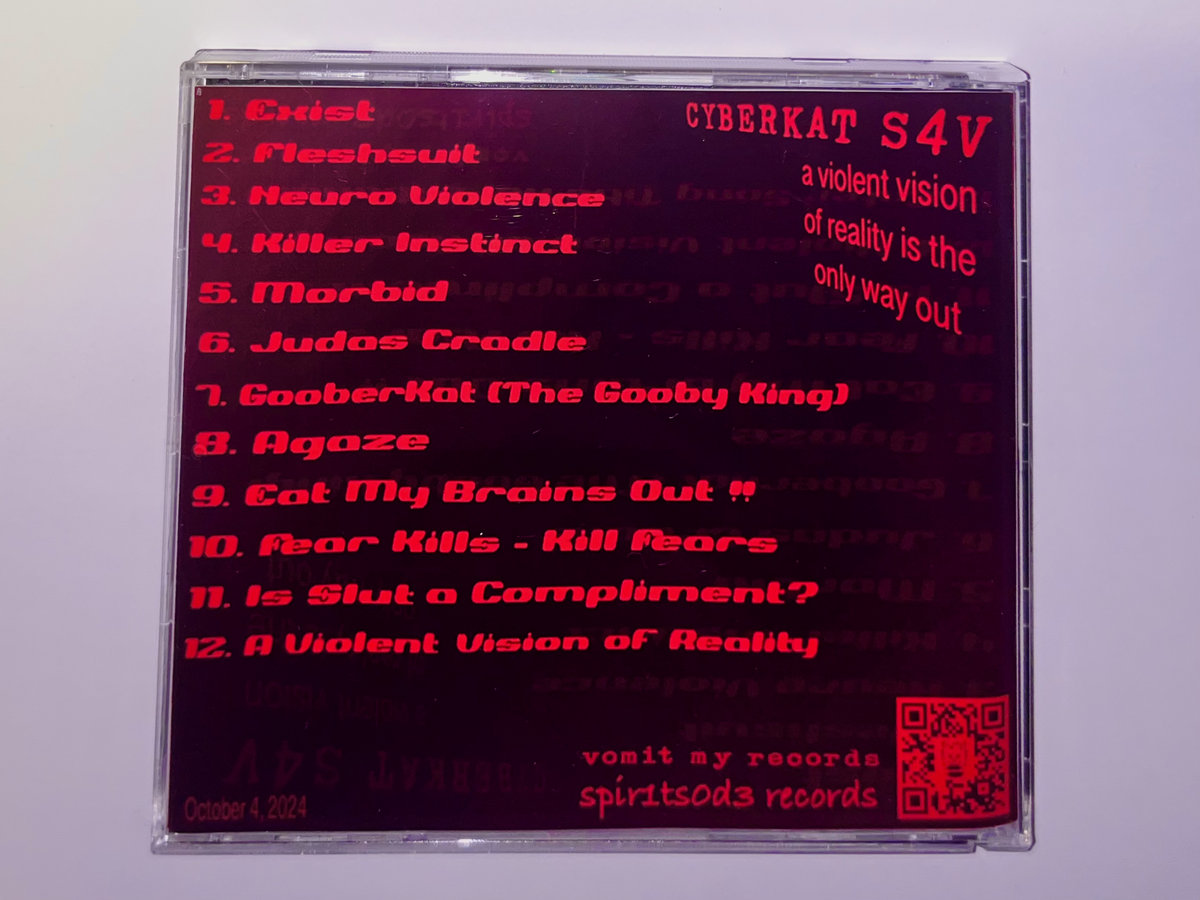 1. Exist
2. Fleshsuit
3. Neuro Violence
4. Killer Instinct
5. Morbid
6. Judas Cradle
7. GooberKat (The Gooby King)
8. Agaze
9. Eat My Brains Out !!
10. Fear Kills - Kill Fears
11. Is Slut a Compliment?
12. A Violent Vision of Reality
CYBERKAT S4V
a violent vision
of reality is the
only way out
vomit my records
spir1ts0d3 records
October 4, 2024